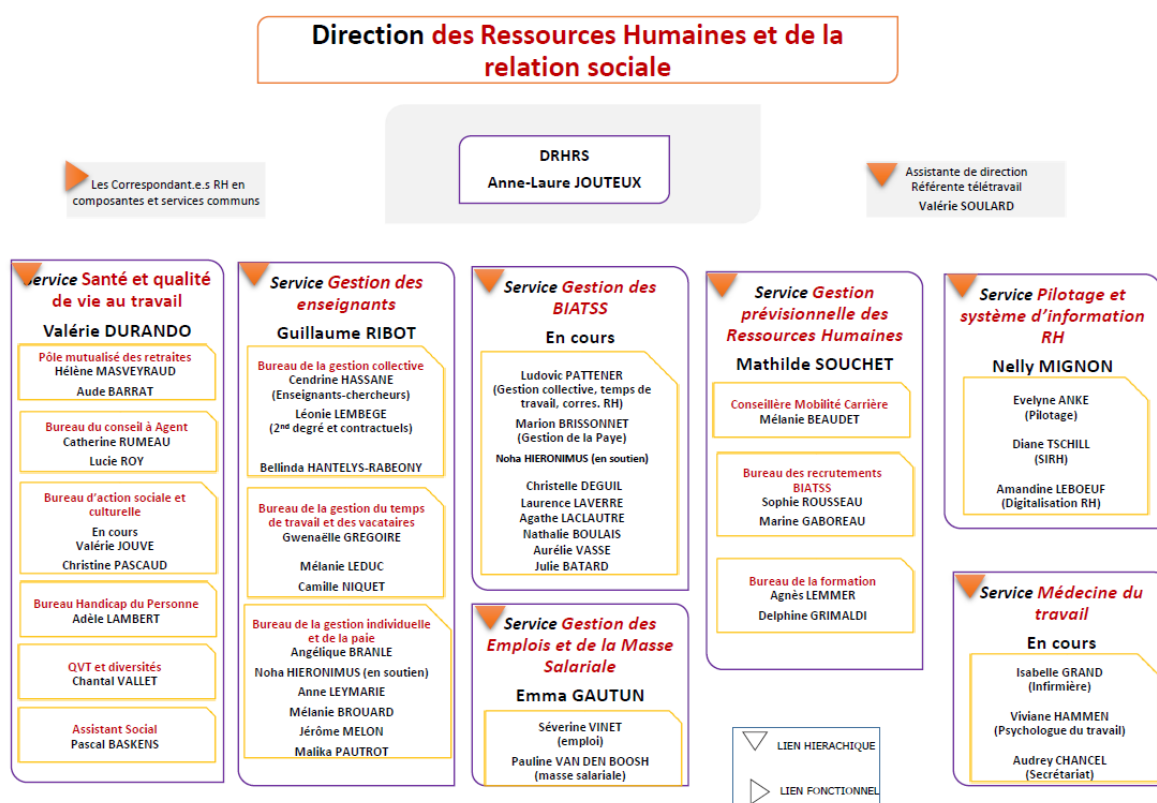 Direction des Ressources Humaines et de la
relation sociale
DRHRS
Anne-Laure JOUTEUX
Les Correspondant.e.s RH en
composantes et services communs
Assistante de direction
Référente télétravail
Valérie SOULARD
Service Santé et qualité
de vie au travail
Valérie DURANDO
Pôle mutualisé des retraites
Hélène MASVEYRAUD
Aude BARRAT
Bureau du conseil à Agent
Catherine RUMEAU
Lucie ROY
Bureau d'action sociale et
culturelle
En cours
Valérie JOUVE
Christine PASCAUD
Bureau Handicap du Personne
Adèle LAMBERT
QVT et diversités
Chantal VALLET
Assistant Social
Pascal BASKENS
Service Gestion des
enseignants
Guillaume RIBOT
Bureau de la gestion collective
Cendrine HASSANE
(Enseignants-chercheurs)
Léonie LEMBEGE
(2nd degré et contractuels)
Bellinda HANTELYS-RABEONY
Bureau de la gestion du temps
de travail et des vacataires
Gwenaëlle GREGOIRE
Mélanie LEDUC
Camille NIQUET
Bureau de la gestion individuelle
et de la paie
Angélique BRANLE
Noha HIERONIMUS (en soutien)
Anne LEYMARIE
Mélanie BROUARD
Jérôme MELON
Malika PAUTROT
Service Gestion des
BIATSS
En cours
Ludovic PATTENER
(Gestion collective, temps de
travail, corres. RH)
Marion BRISSONNET
(Gestion de la Paye)
Noha HIERONIMUS (en soutien)
Christelle DEGUIL
Laurence LAVERRE
Agathe LACLAUTRE
Nathalie BOULAIS
Aurélie VASSE
Julie BATARD
Service Gestion des
Emplois et de la Masse
Salariale
Emma GAUTUN
Séverine VINET
(emploi)
Pauline VAN DEN BOOSH
(masse salariale)
Service Gestion
prévisionnelle des
Ressources Humaines
Mathilde SOUCHET
Conseillère Mobilité Carrière
Mélanie BEAUDET
Bureau des recrutements
BIATSS
Sophie ROUSSEAU
Marine GABOREAU
Bureau de la formation
Agnès LEMMER
Delphine GRIMALDI
Service Pilotage et
système d'information
RH
Nelly MIGNON
Evelyne ANKE
(Pilotage)
Diane TSCHILL
(SIRH)
Amandine LEBOEUF
(Digitalisation RH)
Service Médecine du
travail
En cours
Isabelle GRAND
(Infirmière)
Viviane HAMMEN
(Psychologue du travail)
Audrey CHANCEL
(Secrétariat)
LIEN HIERACHIQUE
LIEN FONCTIONNEL